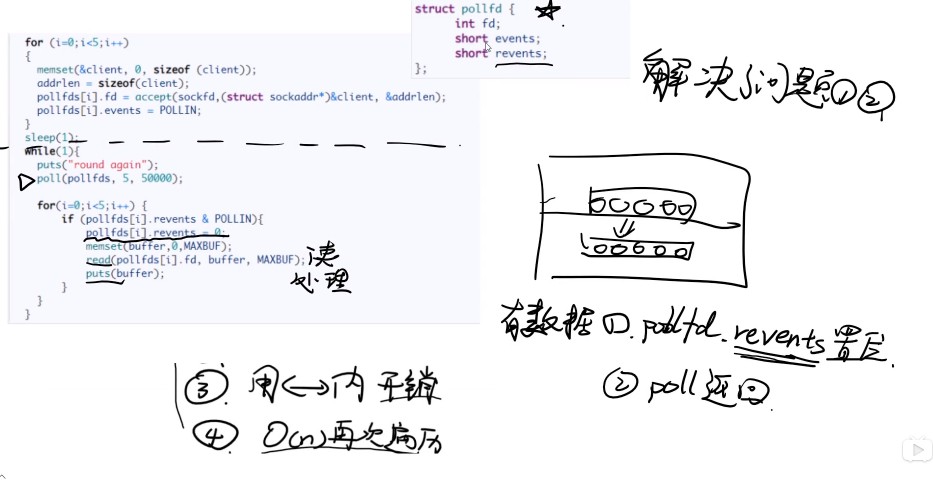 struct pollfd {
int fd;
short events;
short revents;
};
for (i=0;i<5;i++)
{
memset(&client, 0, sizeof (client));
addrlen = sizeof(client);
pollfds[i].fd = accept(sockfd,(struct sockaddr*)&client, &addrlen);
pollfds[i].events = POLLIN;
}
sleep(1);
while(1){
puts("round again");
poll(pollfds, 5, 50000);
for(i=0;i<5;i++) {
if (pollfds[i].revents & POLLIN){
pollfds[i].revents = 0;
memset(buffer,0,MAXBUF);
read(pollfds[i].fd, buffer, MAXBUF);
puts(buffer);
}
}
}
读
处理
解决了问题①②
00000
00000
有数据 ①. pollfd. revents 置位.
② poll 返回.
③. 用↔内 开销
④. O(n)再次遍历